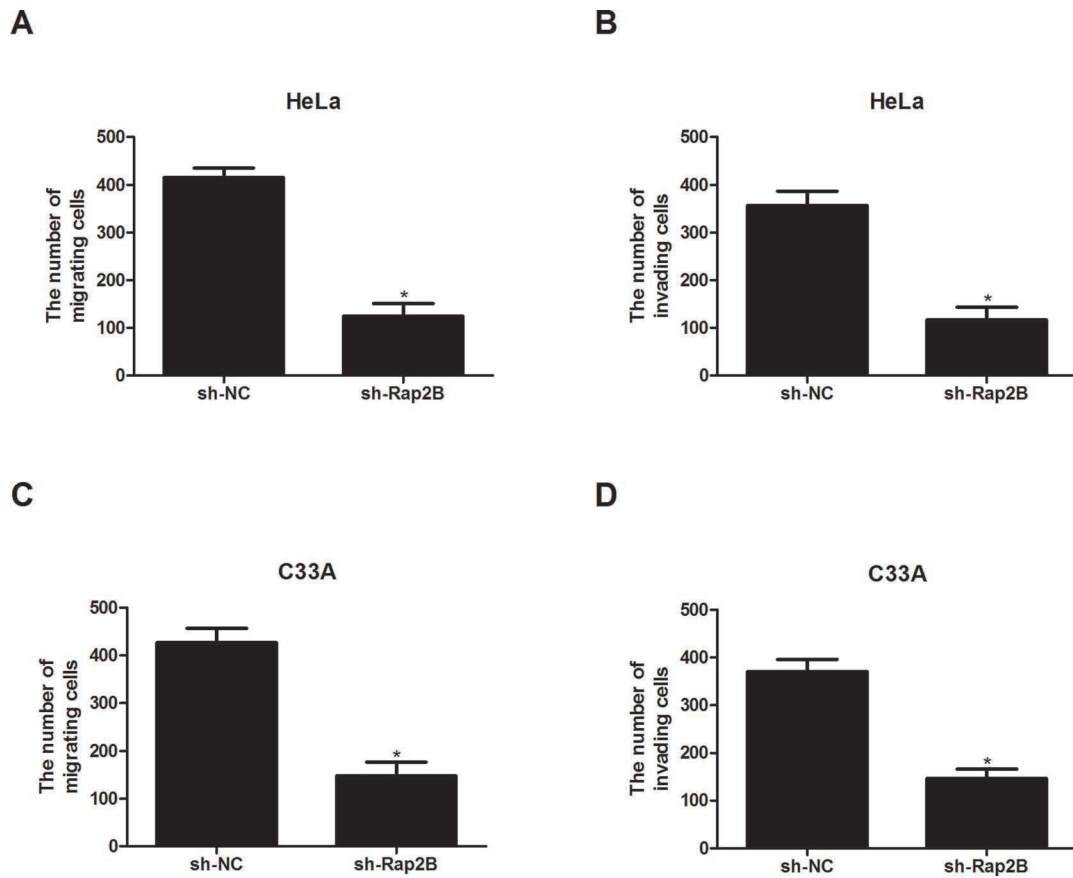 A
HeLa
The number of
migrating cells
500
400
300
200
100
0
*
sh-NC
sh-Rap2B
B
HeLa
The number of
invading cells
500
400
300
200
100
0
*
sh-NC
sh-Rap2B
C
C33A
The number of
migrating cells
500
400
300
200
100
0
*
sh-NC
sh-Rap2B
D
C33A
The number of
invading cells
500
400
300
200
100
0
*
sh-NC
sh-Rap2B